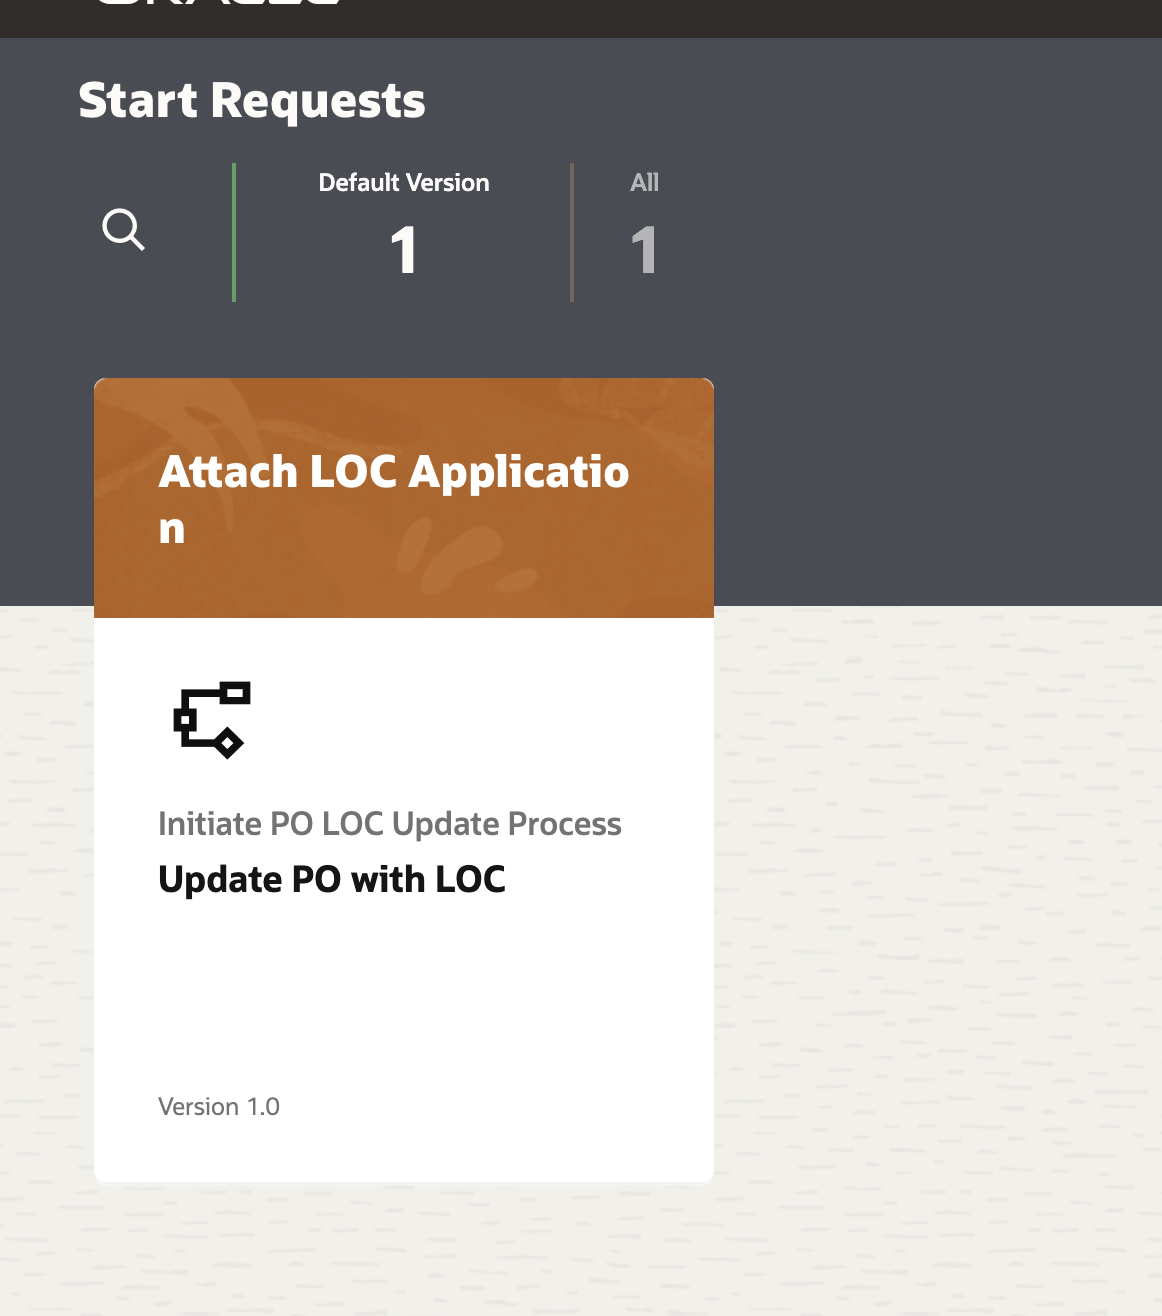 ORACLE
Start Requests
Default Version
All
1
1
Attach LOC Applicatio
n
Initiate PO LOC Update Process
Update PO with LOC
Version 1.0